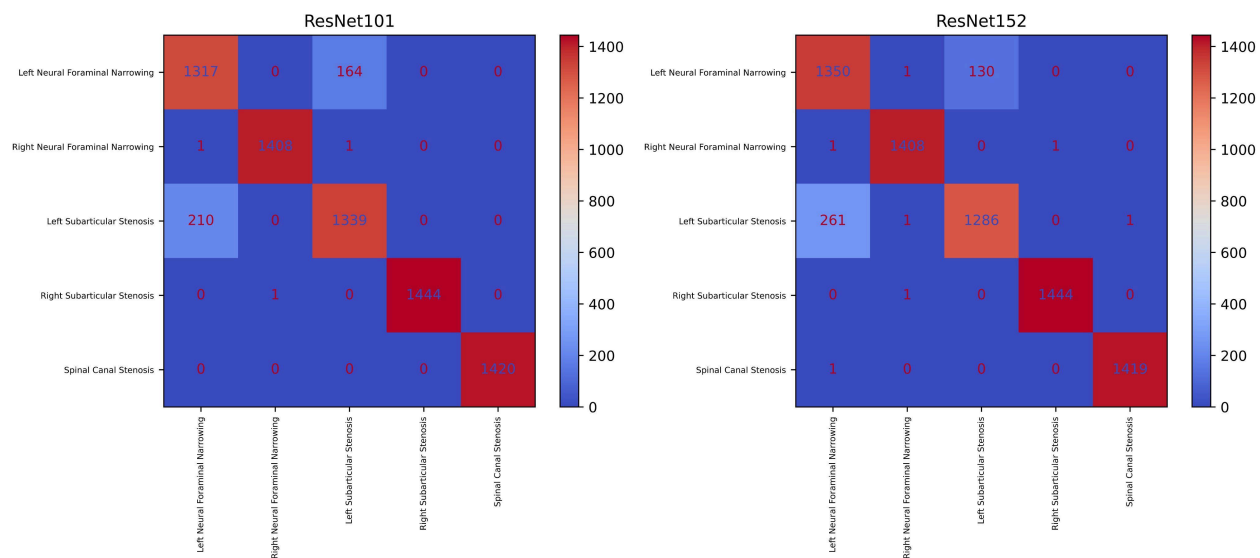 ResNet101
Left Neural Foraminal Narrowing
1317 0 164 0 0
Right Neural Foraminal Narrowing
1 1408 1 0 0
Left Subarticular Stenosis
210 0 1339 0 0
Right Subarticular Stenosis
0 1 0 1444 0
Spinal Canal Stenosis
0 0 0 0 1420
Left Neural Foraminal Narrowing
Right Neural Foraminal Narrowing
Left Subarticular Stenosis
Right Subarticular Stenosis
Spinal Canal Stenosis
1400
1200
1000
800
600
400
200
0
ResNet152
Left Neural Foraminal Narrowing
1350 1 130 0 0
Right Neural Foraminal Narrowing
1 1408 0 1 0
Left Subarticular Stenosis
261 1 1286 0 1
Right Subarticular Stenosis
0 1 0 1444 0
Spinal Canal Stenosis
1 0 0 0 1419
Left Neural Foraminal Narrowing
Right Neural Foraminal Narrowing
Left Subarticular Stenosis
Right Subarticular Stenosis
Spinal Canal Stenosis
1400
1200
1000
800
600
400
200
0